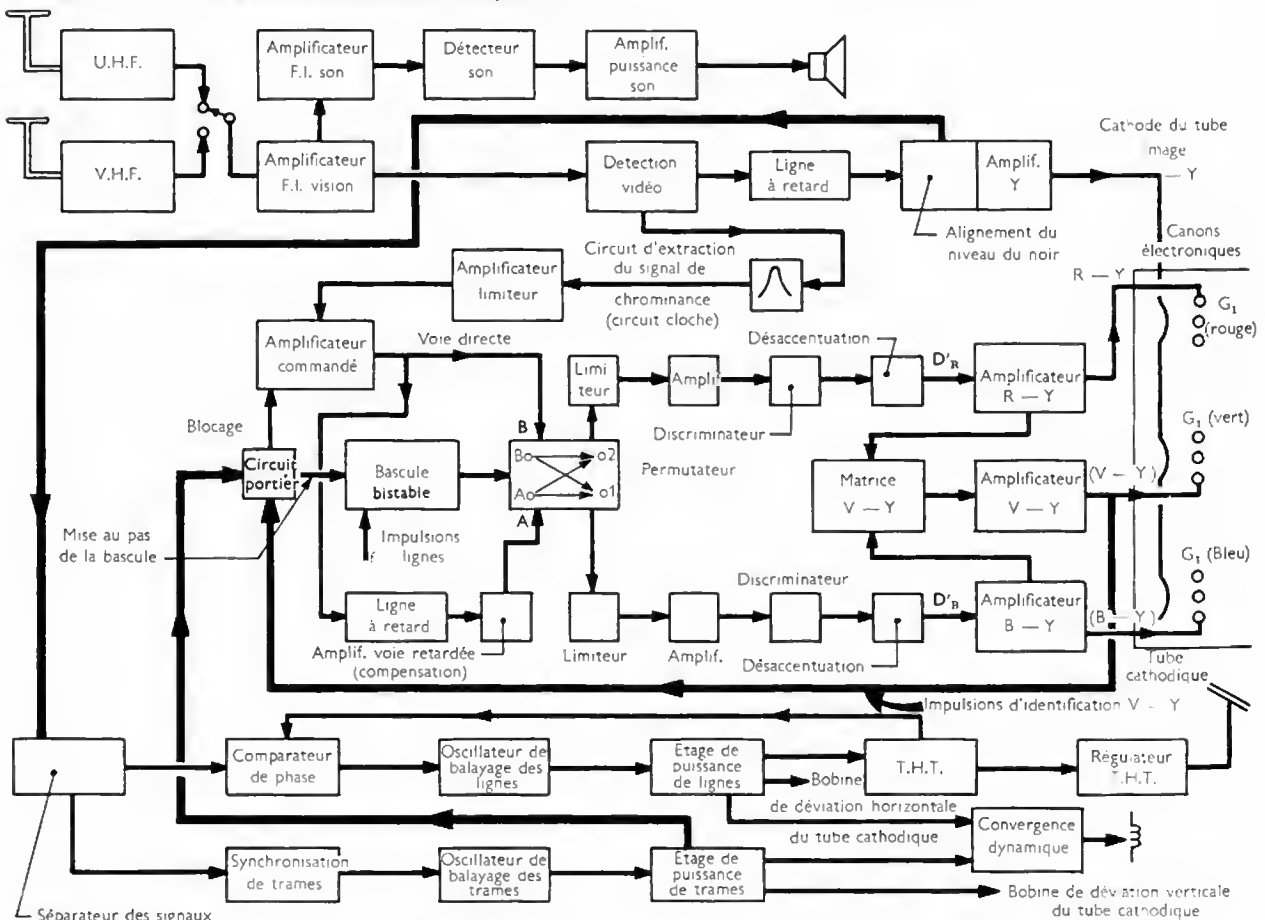 U.H.F.
Amplificateur
F.I. son
Détecteur
son
Amplif.
puissance
son
V.H.F.
Amplificateur
F.I. vision
Detection
vidéo
Ligne
à retard
Amplif.
Y
Cathode du tube
mage
— Y
Alignement du
niveau du noir
Canons
électroniques
Amplificateur
limiteur
Circuit d'extraction
du signal de
chrominance
(circuit cloche)
R — Y
G₁
(rouge)
Amplificateur
commandé
Voie directe
Limi
teur
Amplif
Désaccentuation
D'R
Amplificateur
R — Y
Discriminateur
Blocage
B
Circuit
portier
Bascule
bistable
Bo
o2
Ao
o1
A
Permutateur
Matrice
V — Y
Amplificateur
V — Y
(V — Y)
G₁ (vert)
Mise au pas
de la bascule
Impulsions
lignes
Ligne
à retard
Amplif. voie retardée
(compensation)
Limiteur
Amplif.
Discriminateur
Désaccentuation
D'B
Amplificateur
B — Y
(B — Y)
G₁ (Bleu)
Tube
cathodique
Impulsions d'identification V - Y
Comparateur
de phase
Oscillateur de
balayage des
lignes
Etage de
puissance
de lignes
T.H.T.
Régulateur
T.H.T.
Bobine
de déviation horizontale
du tube cathodique
Convergence
dynamique
Synchronisation
de trames
Oscillateur de
balayage des
trames
Etage de
puissance
de trames
Bobine de déviation verticale
du tube cathodique
Séparateur des signaux